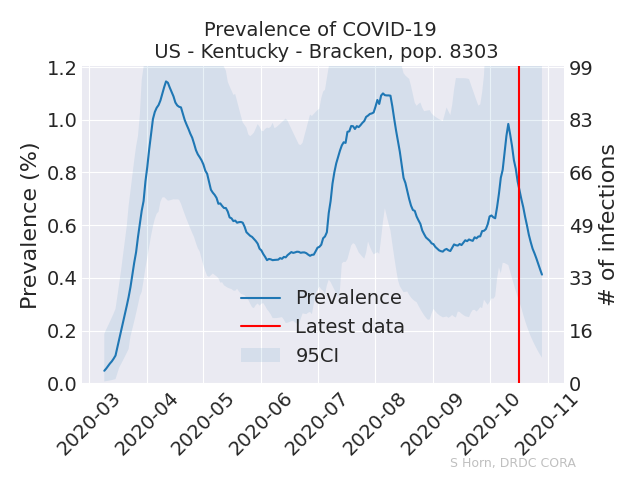 Prevalence of COVID-19
US - Kentucky - Bracken, pop. 8303
Prevalence (%)
1.2
1.0
0.8
0.6
0.4
0.2
0.0
99
83
66
49
33
16
0
# of infections
Prevalence
Latest data
95CI
2020-03
2020-04
2020-05
2020-06
2020-07
2020-08
2020-09
2020-10
2020-11
S Horn, DRDC CORA